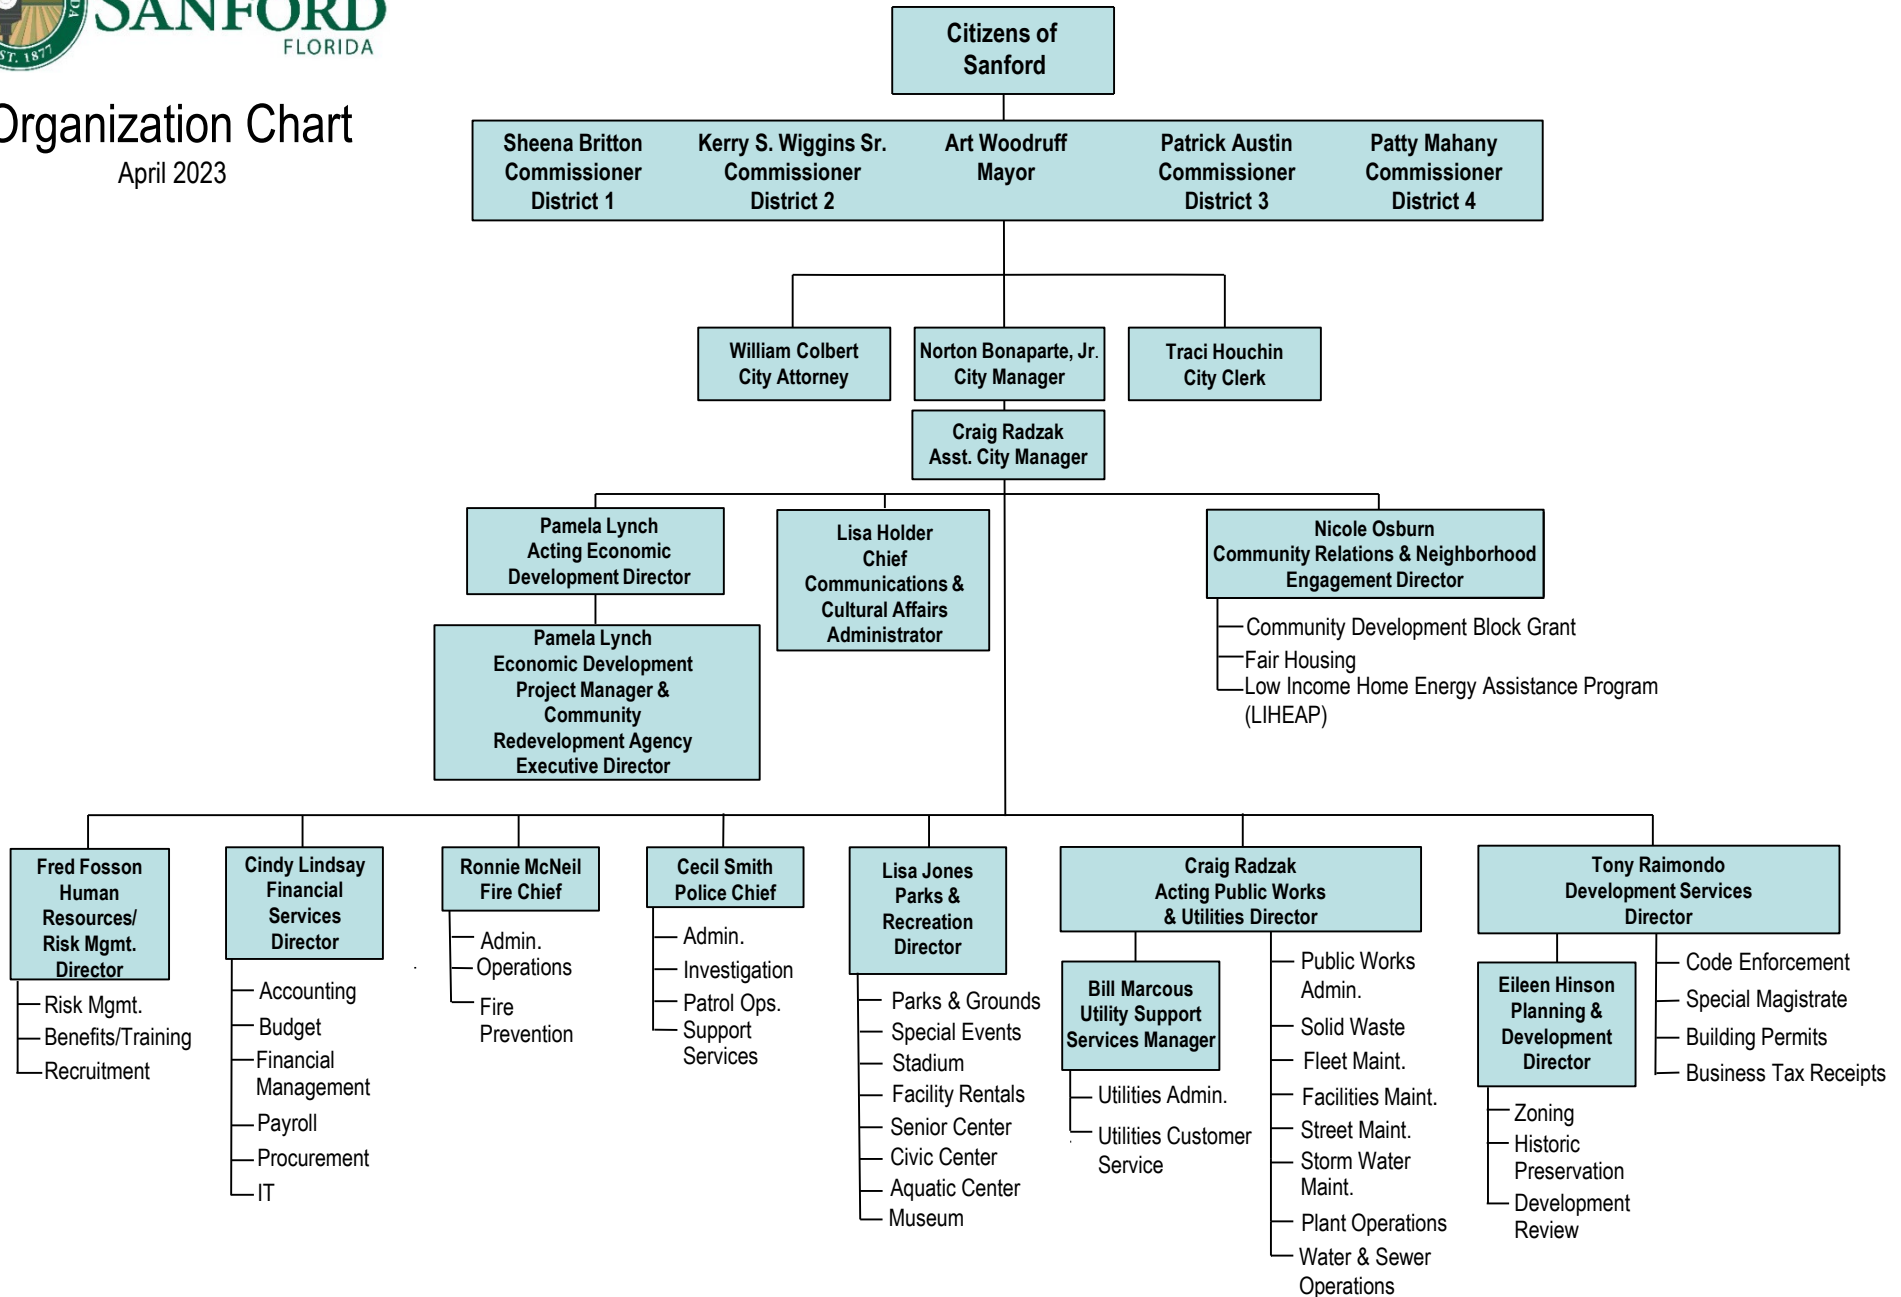 SANFORD
FLORIDA
EST. 1877
Organization Chart
April 2023
Citizens of
Sanford
Sheena Britton
Commissioner
District 1
Kerry S. Wiggins Sr.
Commissioner
District 2
Art Woodruff
Mayor
Patrick Austin
Commissioner
District 3
Patty Mahany
Commissioner
District 4
William Colbert
City Attorney
Norton Bonaparte, Jr.
City Manager
Traci Houchin
City Clerk
Craig Radzak
Asst. City Manager
Pamela Lynch
Acting Economic
Development Director
Pamela Lynch
Economic Development
Project Manager &
Community
Redevelopment Agency
Executive Director
Lisa Holder
Chief
Communications &
Cultural Affairs
Administrator
Nicole Osburn
Community Relations & Neighborhood
Engagement Director
Community Development Block Grant
Fair Housing
Low Income Home Energy Assistance Program
(LIHEAP)
Fred Fosson
Human
Resources/
Risk Mgmt.
Director
Risk Mgmt.
Benefits/Training
Recruitment
Cindy Lindsay
Financial
Services
Director
Accounting
Budget
Financial
Management
Payroll
Procurement
IT
Ronnie McNeil
Fire Chief
Admin.
Operations
Fire
Prevention
Cecil Smith
Police Chief
Admin.
Investigation
Patrol Ops.
Support
Services
Lisa Jones
Parks &
Recreation
Director
Parks & Grounds
Special Events
Stadium
Facility Rentals
Senior Center
Civic Center
Aquatic Center
Museum
Craig Radzak
Acting Public Works
& Utilities Director
Bill Marcous
Utility Support
Services Manager
Utilities Admin.
Utilities Customer
Service
Public Works
Admin.
Solid Waste
Fleet Maint.
Facilities Maint.
Street Maint.
Storm Water
Maint.
Plant Operations
Water & Sewer
Operations
Tony Raimondo
Development Services
Director
Eileen Hinson
Planning &
Development
Director
Zoning
Historic
Preservation
Development
Review
Code Enforcement
Special Magistrate
Building Permits
Business Tax Receipts